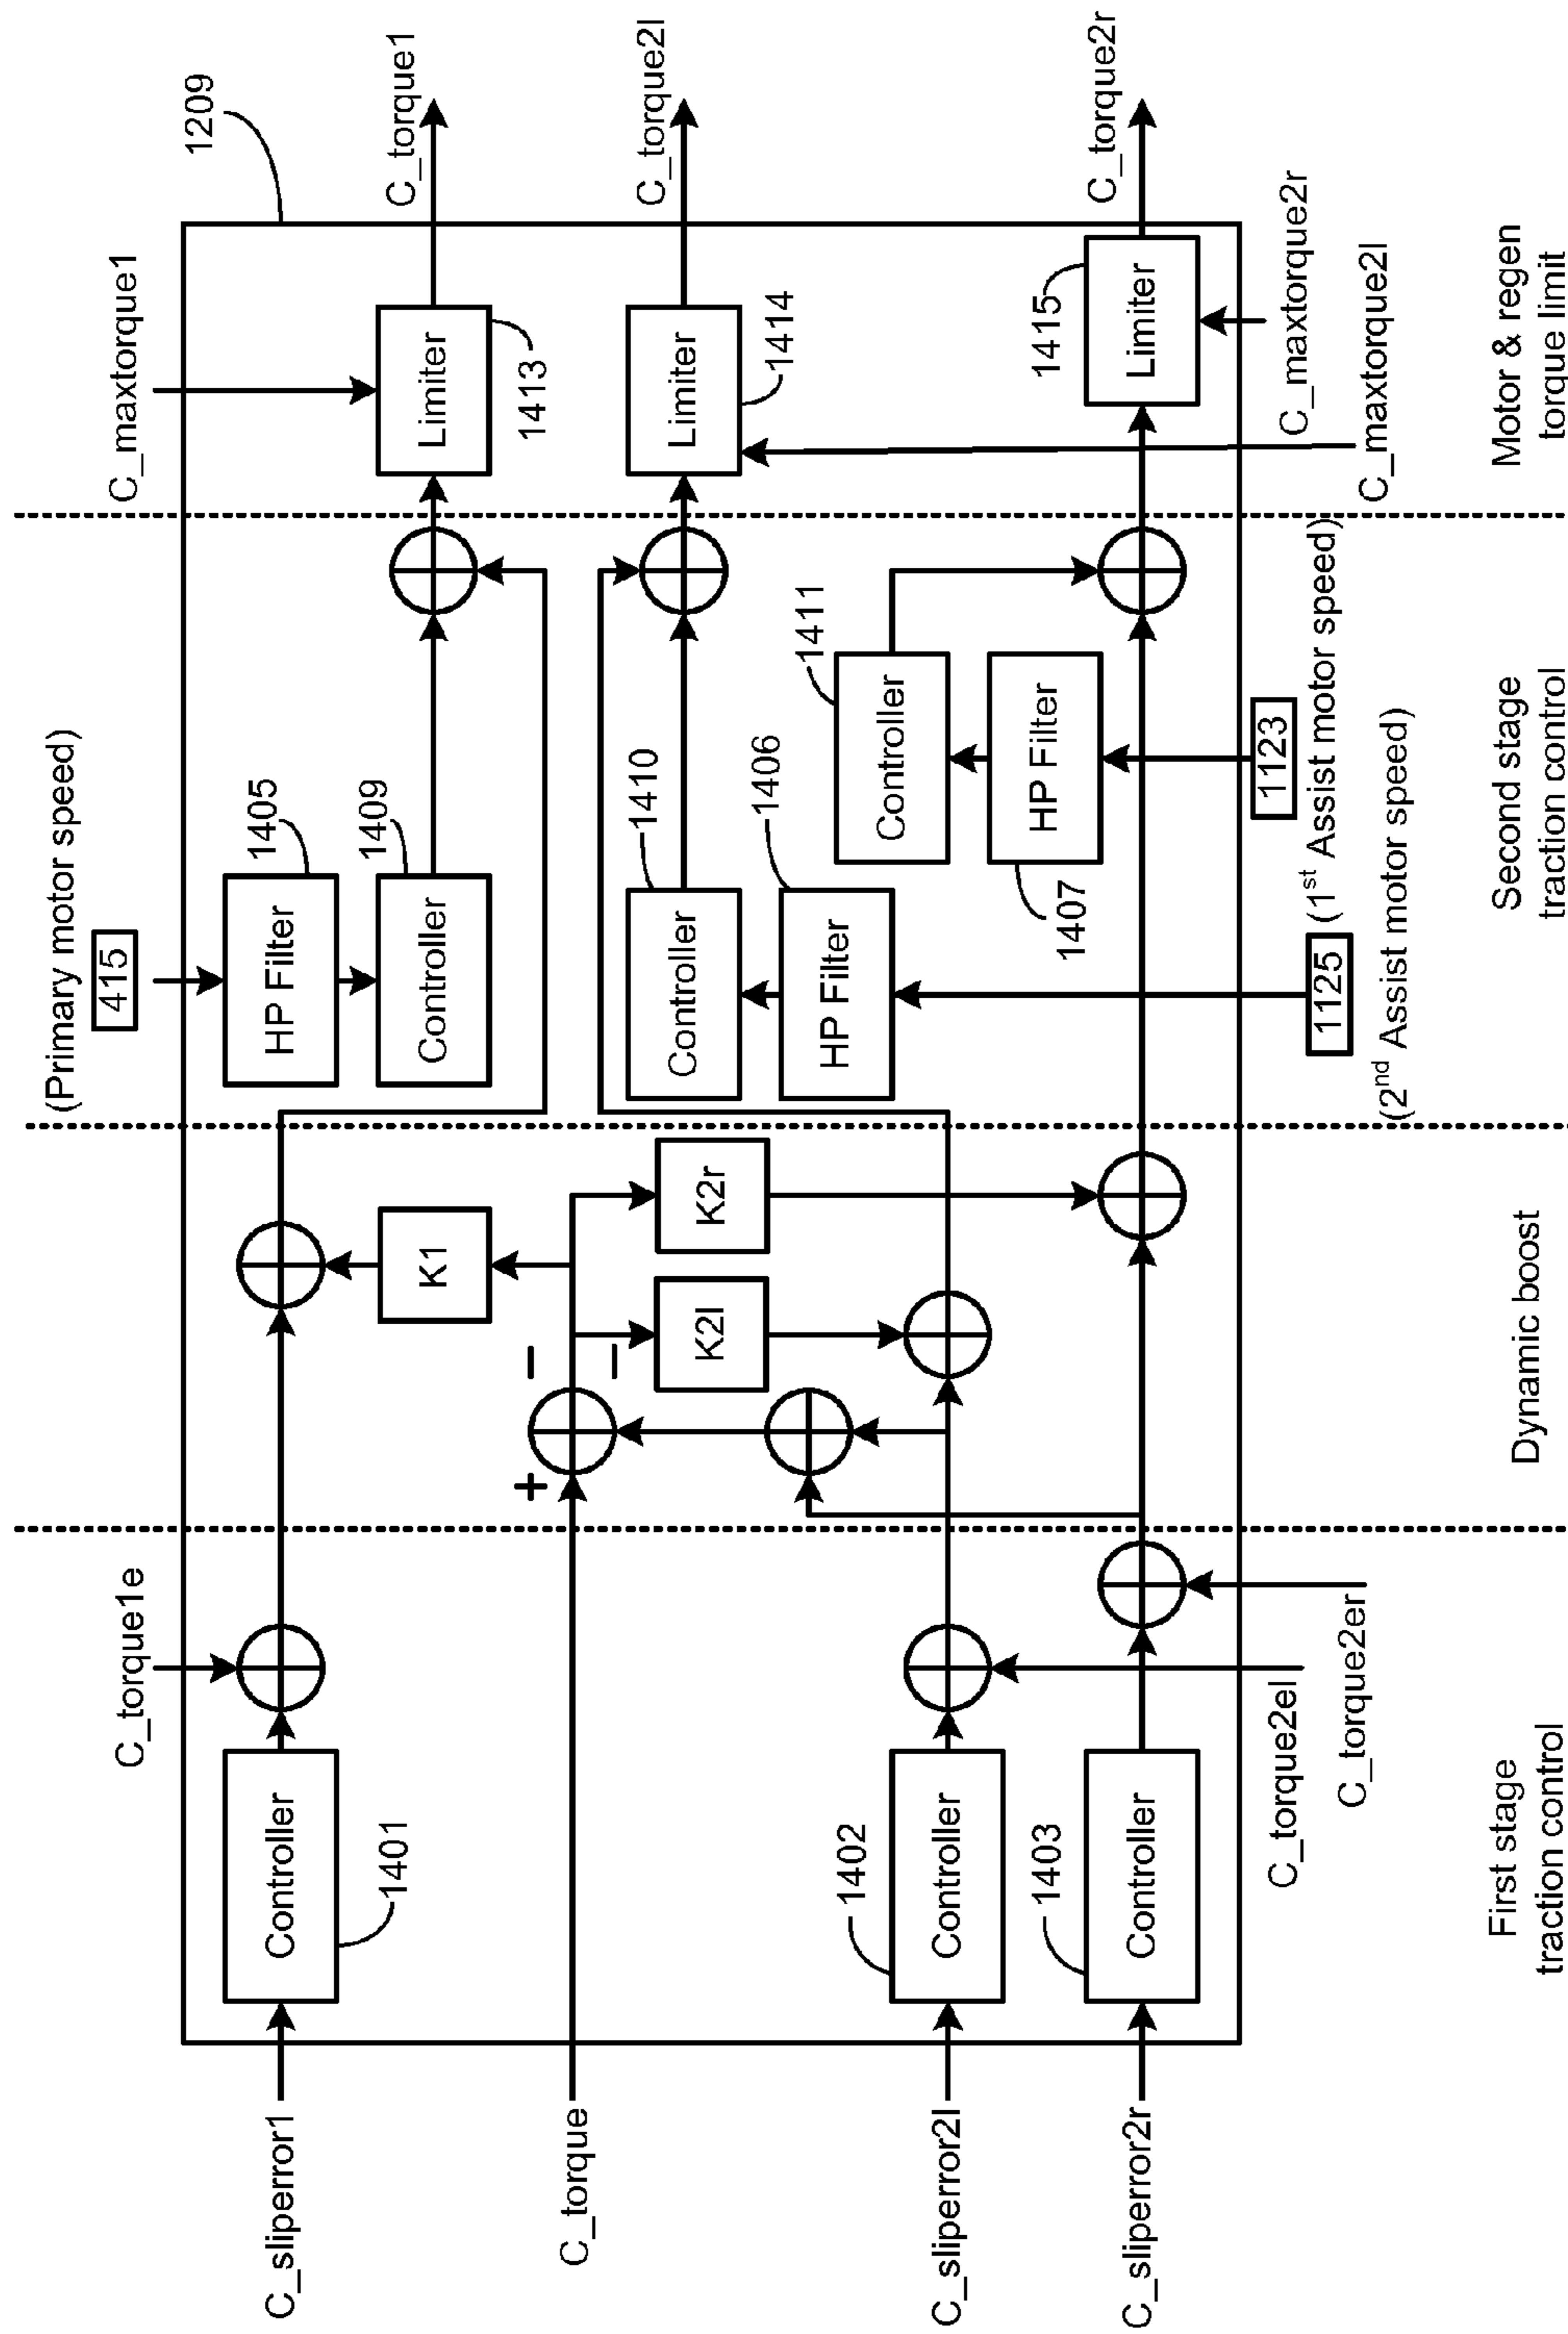 1209
C_maxtorque1
C_torque1
C_torque2l
C_torque2r
C_maxtorque2r
C_maxtorque2l
Limiter
1413
Limiter
1414
1415
Limiter
Motor & regen
torque limit
(Primary motor speed)
415
HP Filter
1405
Controller
1409
Controller
1410
HP Filter
1406
Controller
1411
HP Filter
1407
1123
(1st Assist motor speed)
1125
(2nd Assist motor speed)
Second stage
traction control
K1
K2r
K2l
+
−
−
Dynamic boost
C_torque1e
Controller
1401
Controller
1402
Controller
1403
C_torque2el
C_torque2er
First stage
traction control
C_sliperror1
C_torque
C_sliperror2l
C_sliperror2r